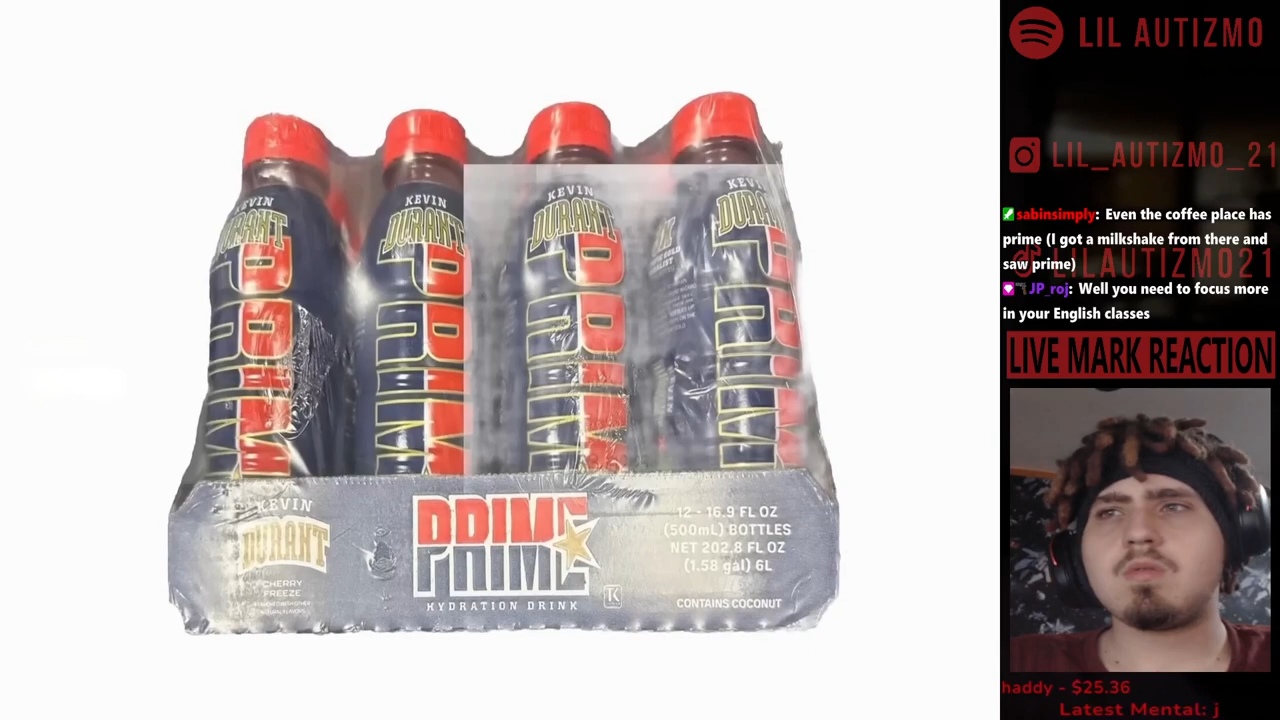 KEVIN
DURANT
PRIME
KEVIN
DURANT
PRIME
KEVIN
DURANT
PRIME
KEVIN
DURANT
PRIME
KEVIN
DURANT
CHERRY
FREEZE
PRIME
HYDRATION DRINK
K
12 - 16.9 FL OZ
(500mL) BOTTLES
NET 202.8 FL OZ
(1.58 gal) 6L
CONTAINS COCONUT
LIL AUTIZMO
LIL_AUTIZMO_21
sabinsimply: Even the coffee place has
prime (I got a milkshake from there and
saw prime)
LILAUTIZMO21
JP_roj: Well you need to focus more
in your English classes
LIVE MARK REACTION
haddy - $25.36
Latest Mental: j